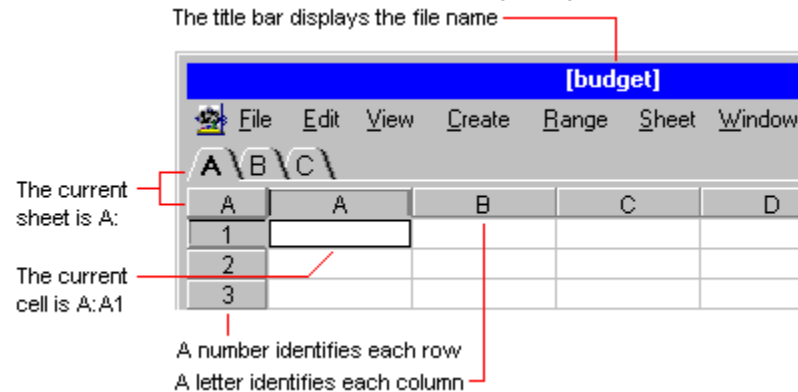 The title bar displays the file name
[budget]
File Edit View Create Range Sheet Window
A B C
The current
sheet is A:
A A B C D
1
The current
cell is A:A1
2
3
A number identifies each row
A letter identifies each column